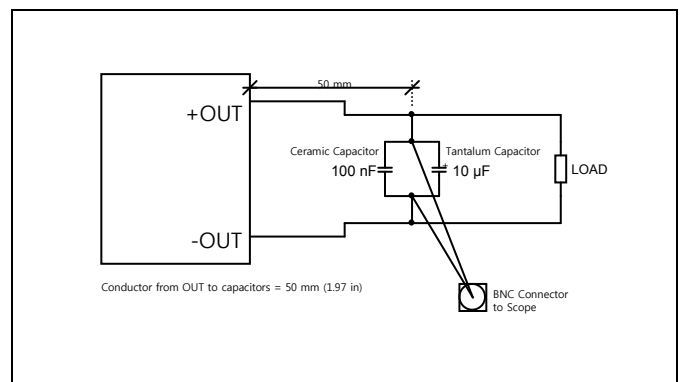 50 mm
+OUT
Ceramic Capacitor
Tantalum Capacitor
100 nF
+
10 µF
LOAD
-OUT
Conductor from OUT to capacitors = 50 mm (1.97 in)
BNC Connector
to Scope